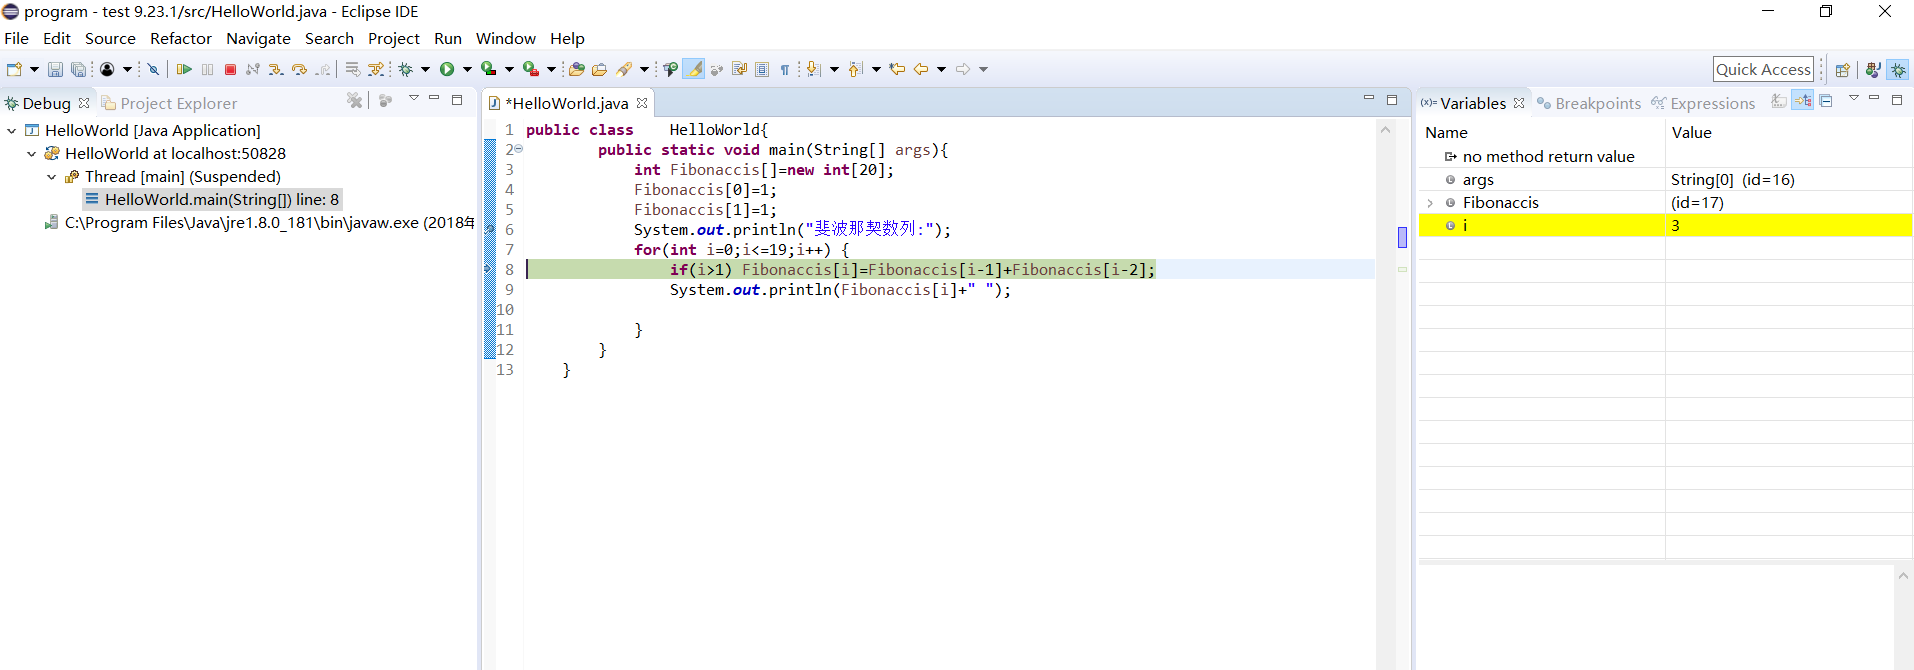 program - test 9.23.1/src/HelloWorld.java - Eclipse IDE
File Edit Source Refactor Navigate Search Project Run Window Help
Quick Access
Debug Project Explorer
HelloWorld [Java Application]
HelloWorld at localhost:50828
Thread [main] (Suspended)
HelloWorld.main(String[]) line: 8
C:\Program Files\Java\jre1.8.0_181\bin\javaw.exe (2018年
*HelloWorld.java
1 public class    HelloWorld{
2         public static void main(String[] args){
3             int Fibonaccis[]=new int[20];
4             Fibonaccis[0]=1;
5             Fibonaccis[1]=1;
6             System.out.println("斐波那契数列:");
7             for(int i=0;i<=19;i++) {
8                 if(i>1) Fibonaccis[i]=Fibonaccis[i-1]+Fibonaccis[i-2];
9                 System.out.println(Fibonaccis[i]+" ");
10
11             }
12         }
13     }
(x)= Variables Breakpoints Expressions
Name Value
no method return value
args String[0] (id=16)
Fibonaccis (id=17)
i 3